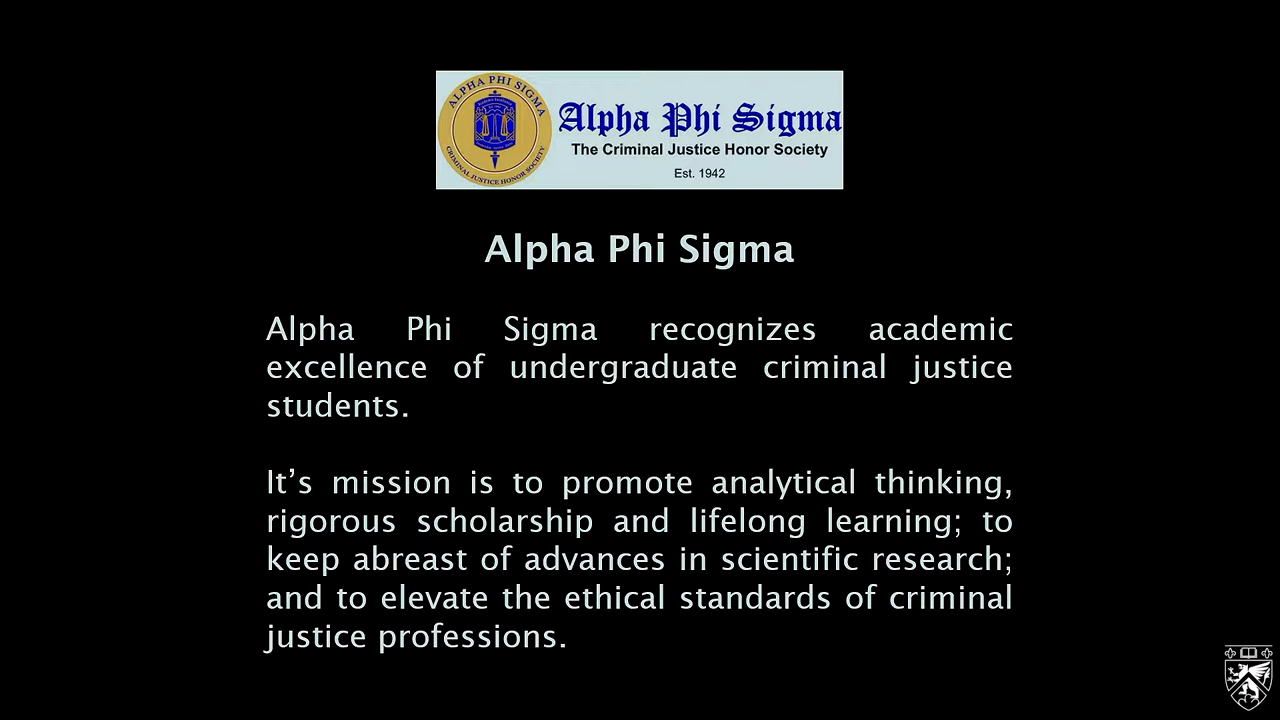 ALPHA PHI SIGMA
CRIMINAL JUSTICE HONOR SOCIETY
Alpha Phi Sigma
The Criminal Justice Honor Society
Est. 1942
Alpha Phi Sigma
Alpha Phi Sigma recognizes academic
excellence of undergraduate criminal justice
students.
It’s mission is to promote analytical thinking,
rigorous scholarship and lifelong learning; to
keep abreast of advances in scientific research;
and to elevate the ethical standards of criminal
justice professions.